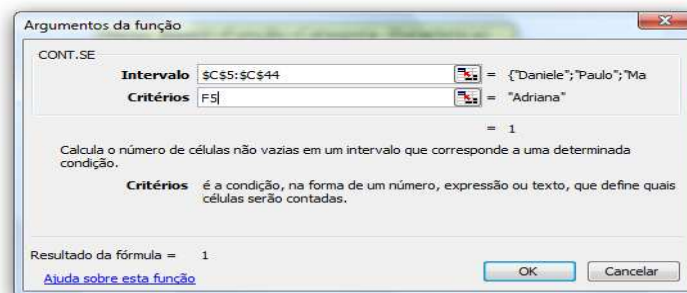 Argumentos da função
CONT.SE
Intervalo $C$5:$C$44 = {"Daniele";"Paulo";"Ma
Critérios F5 = "Adriana"
= 1
Calcula o número de células não vazias em um intervalo que corresponde a uma determinada
condição.
Critérios é a condição, na forma de um número, expressão ou texto, que define quais
células serão contadas.
Resultado da fórmula = 1
Ajuda sobre esta função
OK Cancelar